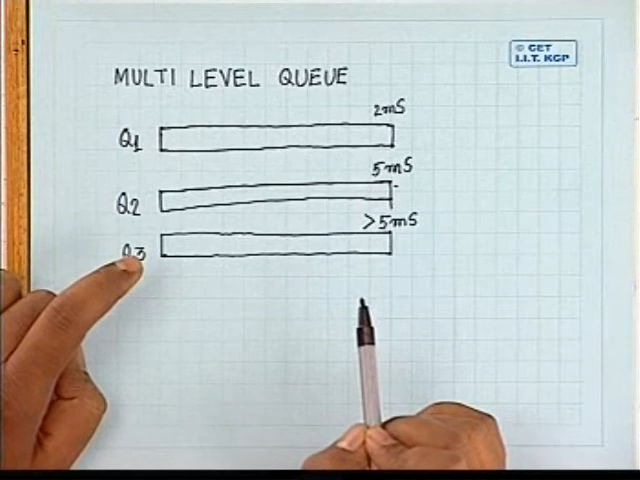 © CET
I.I.T. KGP
MULTI LEVEL QUEUE
2mS
Q1
5mS
Q2
>5mS
Q3